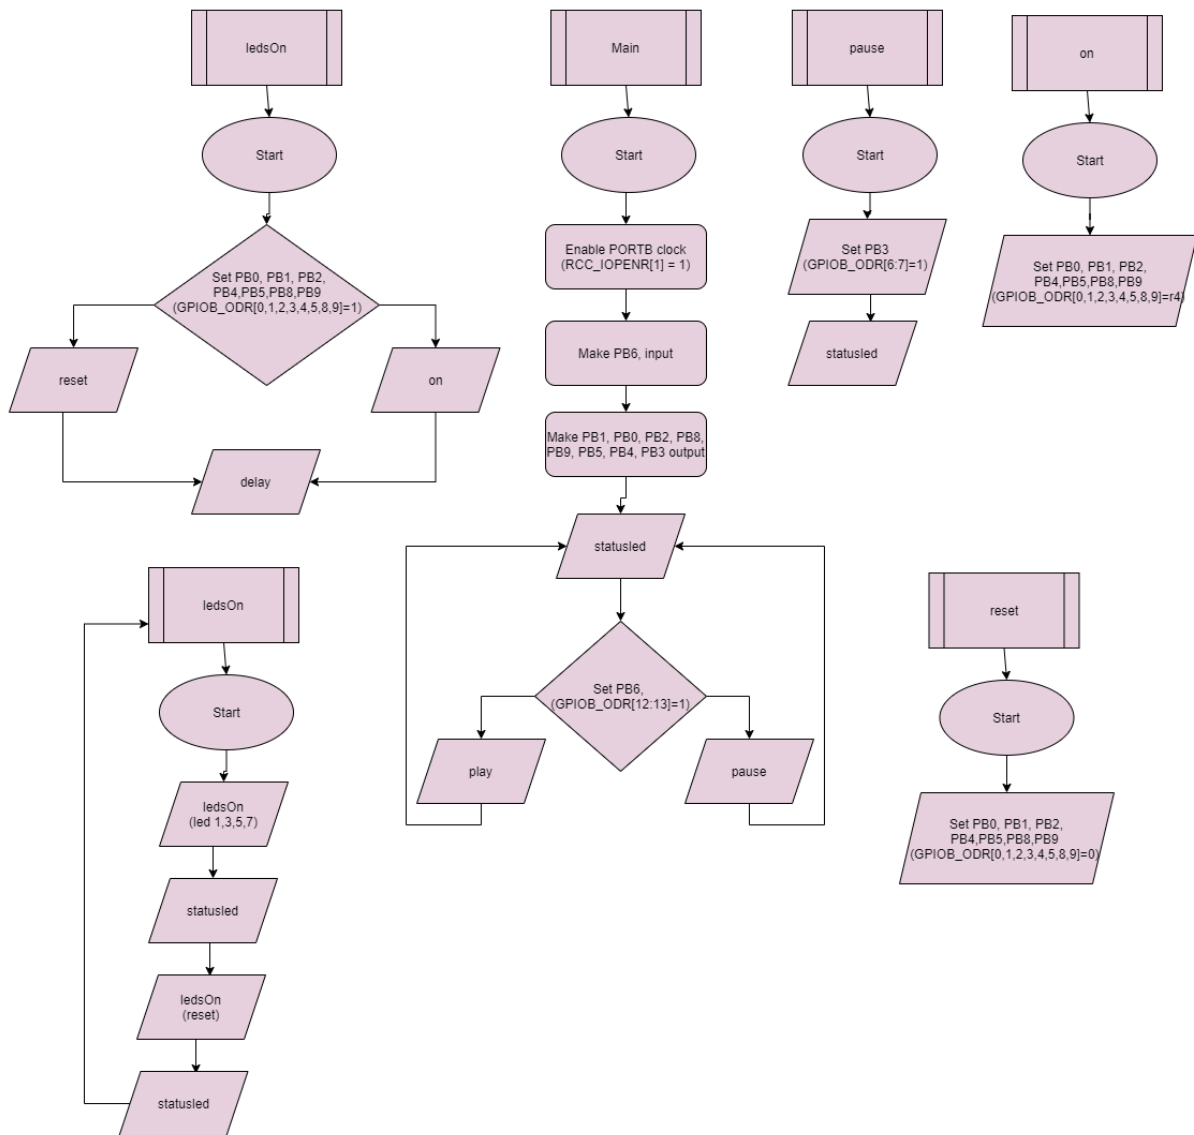 ledsOn
Start
Set PB0, PB1, PB2,
PB4,PB5,PB8,PB9
(GPIOB_ODR[0,1,2,3,4,5,8,9]=1)
reset
on
delay
Main
Start
Enable PORTB clock
(RCC_IOPENR[1] = 1)
Make PB6, input
Make PB1, PB0, PB2, PB8,
PB9, PB5, PB4, PB3 output
statusled
Set PB6,
(GPIOB_ODR[12:13]=1)
play
pause
pause
Start
Set PB3
(GPIOB_ODR[6:7]=1)
statusled
on
Start
Set PB0, PB1, PB2,
PB4,PB5,PB8,PB9
(GPIOB_ODR[0,1,2,3,4,5,8,9]=r4)
ledsOn
Start
ledsOn
(led 1,3,5,7)
statusled
ledsOn
(reset)
statusled
reset
Start
Set PB0, PB1, PB2,
PB4,PB5,PB8,PB9
(GPIOB_ODR[0,1,2,3,4,5,8,9]=0)